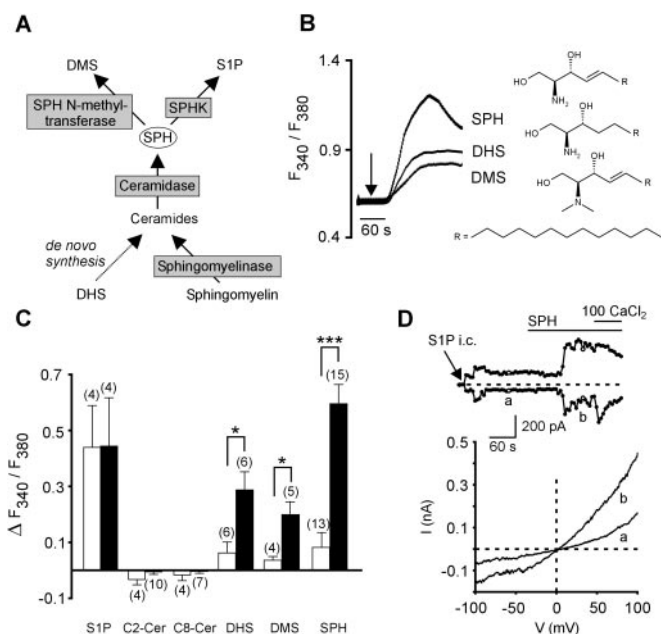 A
DMS
S1P
SPH N-methyl-
transferase
SPHK
SPH
Ceramidase
Ceramides
de novo
synthesis
Sphingomyelinase
DHS
Sphingomyelin
B
F340 / F380
1.4
0.9
0.4
60 s
SPH
DHS
DMS
OH
HO
R
NH2
OH
HO
R
NH2
OH
HO
R
N
R =
C
Δ F340 / F380
0.7
0.5
0.3
0.1
-0.1
(4)
(4)
(4)
(10)
(4)
(7)
(6)
*
(6)
(4)
*
(5)
(13)
***
(15)
S1P
C2-Cer
C8-Cer
DHS
DMS
SPH
D
100 CaCl2
SPH
S1P i.c.
a
b
200 pA
60 s
I (nA)
0.5
0.3
0.1
-0.1
b
a
-100
-50
0
50
100
V (mV)